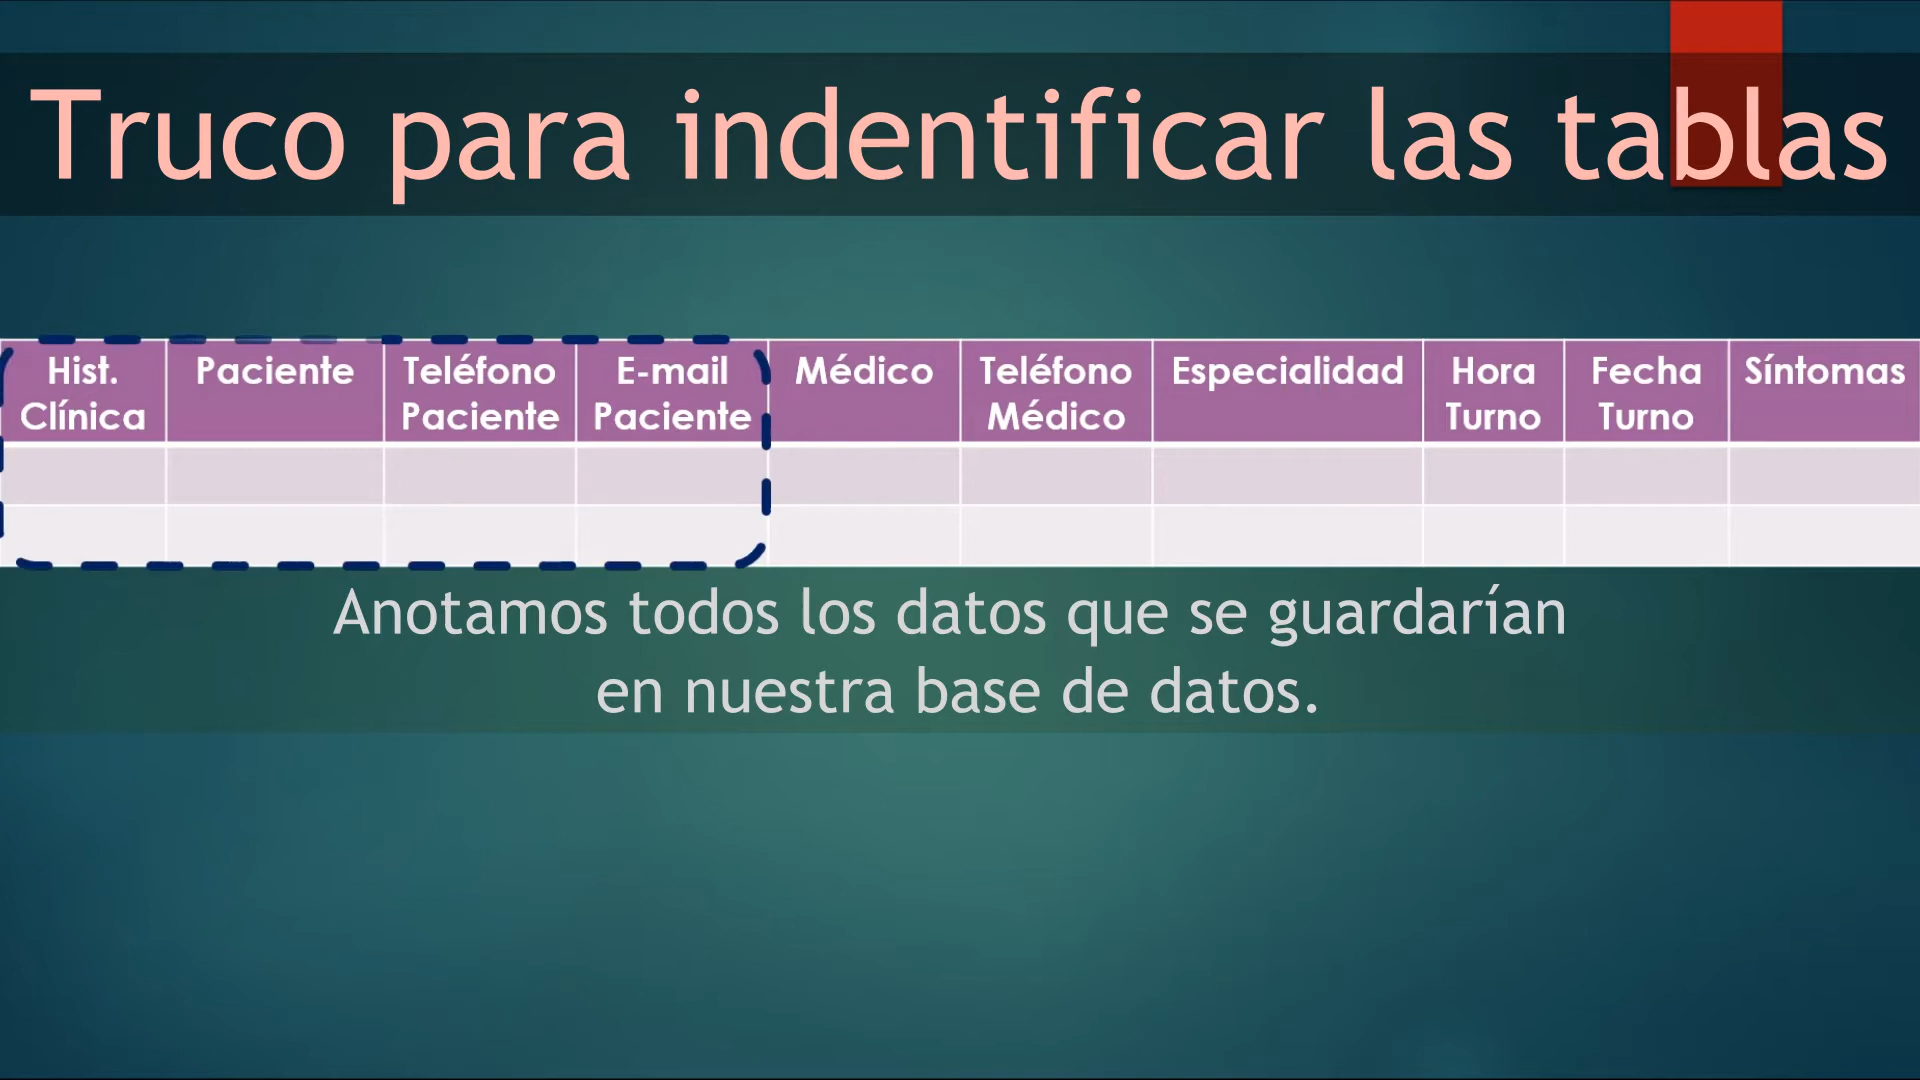 Truco para indentificar las tablas
Hist. Clínica Paciente Teléfono Paciente E-mail Paciente Médico Teléfono Médico Especialidad Hora Turno Fecha Turno Síntomas
Anotamos todos los datos que se guardarían
en nuestra base de datos.